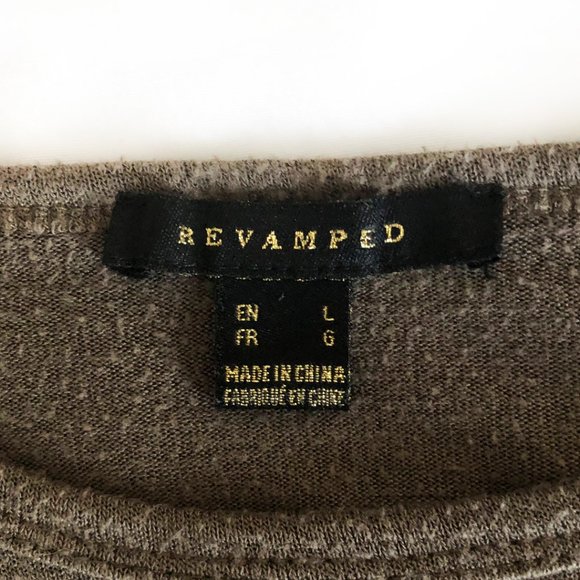 REVAMPED
EN L
FR G
MADE IN CHINA
FABRIQUÉ EN CHINE